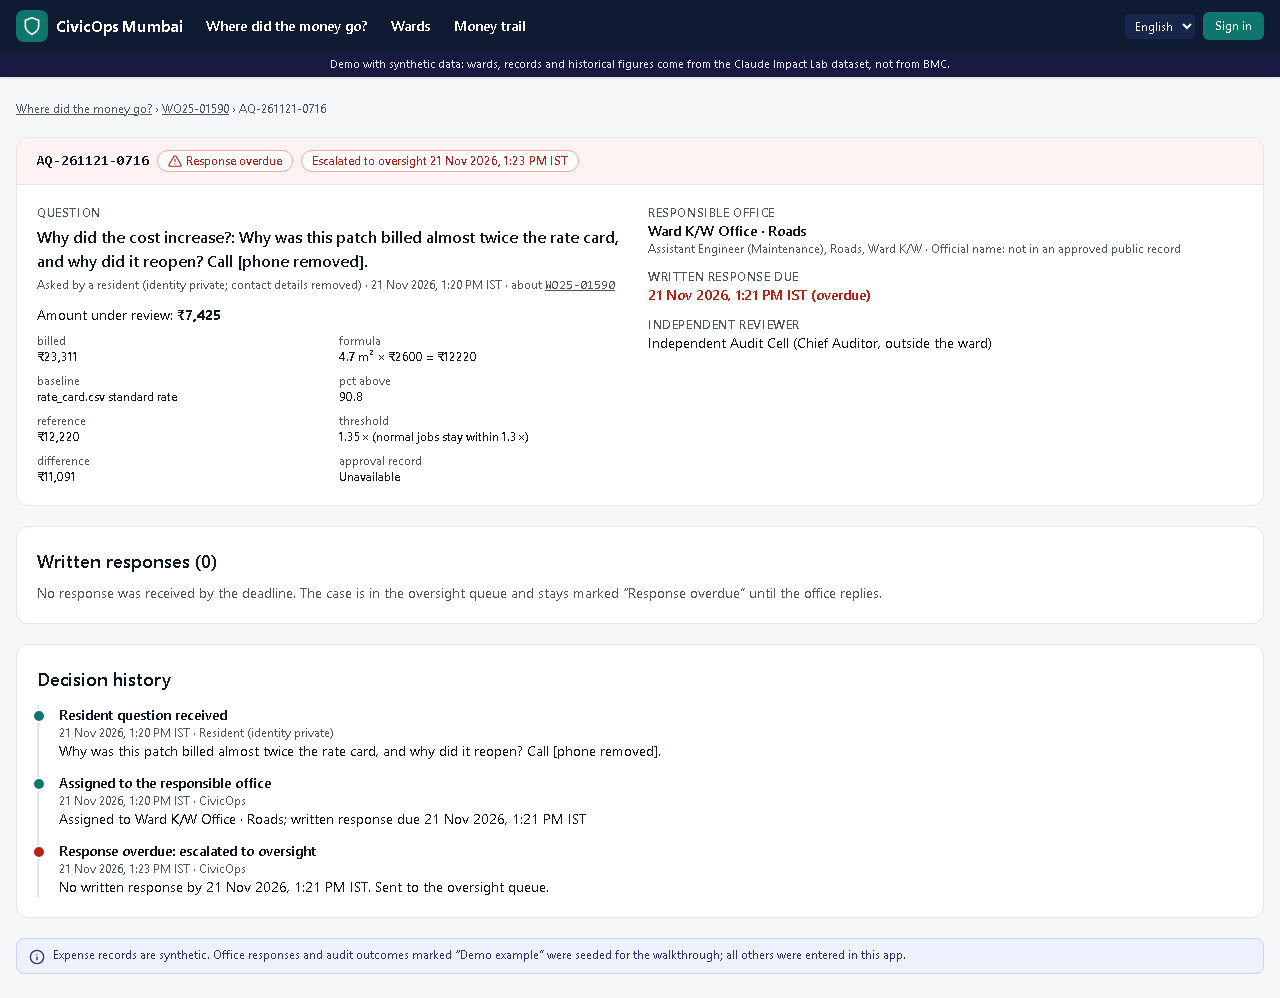 CivicOps Mumbai
Where did the money go?
Wards
Money trail
English
Sign in
Demo with synthetic data: wards, records and historical figures come from the Claude Impact Lab dataset, not from BMC.
Where did the money go? › WO25-01590 › AQ-261121-0716
AQ-261121-0716
Response overdue
Escalated to oversight 21 Nov 2026, 1:23 PM IST
QUESTION
Why did the cost increase?: Why was this patch billed almost twice the rate card,
and why did it reopen? Call [phone removed].
Asked by a resident (identity private; contact details removed) · 21 Nov 2026, 1:20 PM IST · about WO25-01590
Amount under review: ₹7,425
billed
₹23,311
formula
4.7 m² × ₹2600 = ₹12220
baseline
rate_card.csv standard rate
pct above
90.8
reference
₹12,220
threshold
1.35× (normal jobs stay within 1.3×)
difference
₹11,091
approval record
Unavailable
RESPONSIBLE OFFICE
Ward K/W Office · Roads
Assistant Engineer (Maintenance), Roads, Ward K/W · Official name: not in an approved public record
WRITTEN RESPONSE DUE
21 Nov 2026, 1:21 PM IST (overdue)
INDEPENDENT REVIEWER
Independent Audit Cell (Chief Auditor, outside the ward)
Written responses (0)
No response was received by the deadline. The case is in the oversight queue and stays marked “Response overdue” until the office replies.
Decision history
Resident question received
21 Nov 2026, 1:20 PM IST · Resident (identity private)
Why was this patch billed almost twice the rate card, and why did it reopen? Call [phone removed].
Assigned to the responsible office
21 Nov 2026, 1:20 PM IST · CivicOps
Assigned to Ward K/W Office · Roads; written response due 21 Nov 2026, 1:21 PM IST
Response overdue: escalated to oversight
21 Nov 2026, 1:23 PM IST · CivicOps
No written response by 21 Nov 2026, 1:21 PM IST. Sent to the oversight queue.
Expense records are synthetic. Office responses and audit outcomes marked “Demo example” were seeded for the walkthrough; all others were entered in this app.